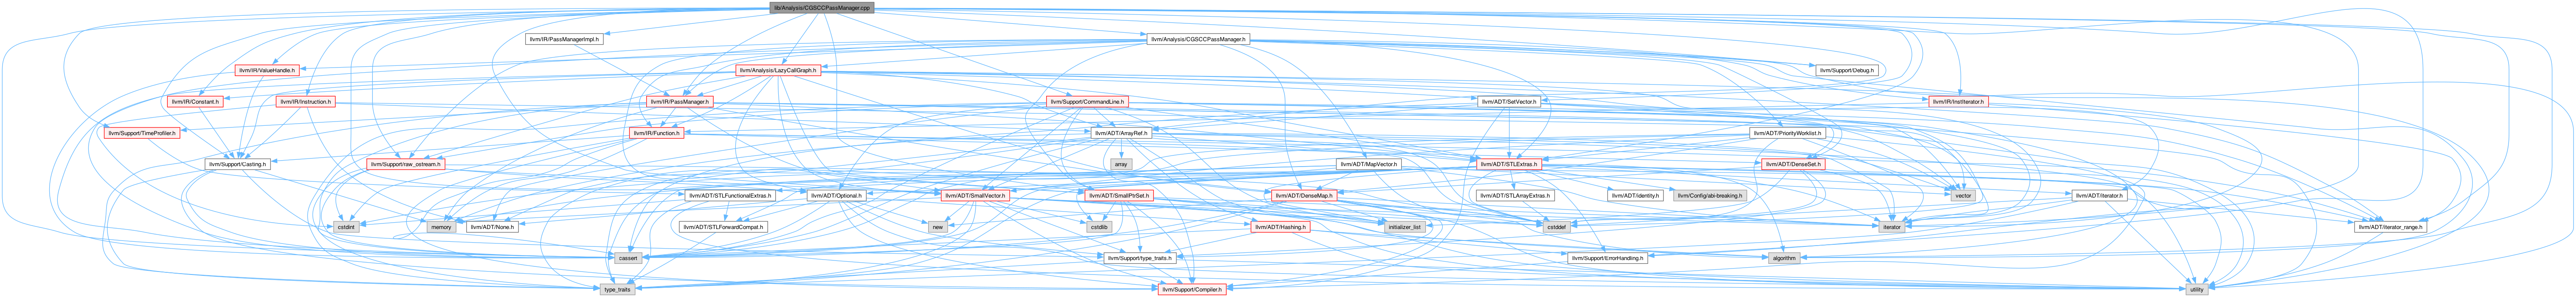 lib/Analysis/CGSCCPassManager.cpp
llvm/IR/PassManagerImpl.h
llvm/Analysis/CGSCCPassManager.h
llvm/IR/ValueHandle.h
llvm/Analysis/LazyCallGraph.h
llvm/Support/Debug.h
llvm/IR/Constant.h
llvm/IR/Instruction.h
llvm/IR/PassManager.h
llvm/Support/CommandLine.h
llvm/ADT/SetVector.h
llvm/IR/InstIterator.h
llvm/Support/TimeProfiler.h
llvm/IR/Function.h
llvm/ADT/ArrayRef.h
llvm/ADT/PriorityWorklist.h
llvm/Support/Casting.h
llvm/Support/raw_ostream.h
array
llvm/ADT/STLExtras.h
llvm/ADT/MapVector.h
llvm/ADT/DenseSet.h
llvm/ADT/STLFunctionalExtras.h
llvm/ADT/Optional.h
llvm/ADT/SmallVector.h
llvm/ADT/SmallPtrSet.h
llvm/ADT/DenseMap.h
llvm/ADT/STLArrayExtras.h
llvm/ADT/identity.h
llvm/Config/abi-breaking.h
vector
llvm/ADT/iterator.h
cstdint
memory
llvm/ADT/None.h
llvm/ADT/STLForwardCompat.h
new
cstdlib
llvm/ADT/Hashing.h
initializer_list
cstddef
iterator
llvm/ADT/iterator_range.h
cassert
llvm/Support/type_traits.h
llvm/Support/ErrorHandling.h
algorithm
type_traits
llvm/Support/Compiler.h
utility